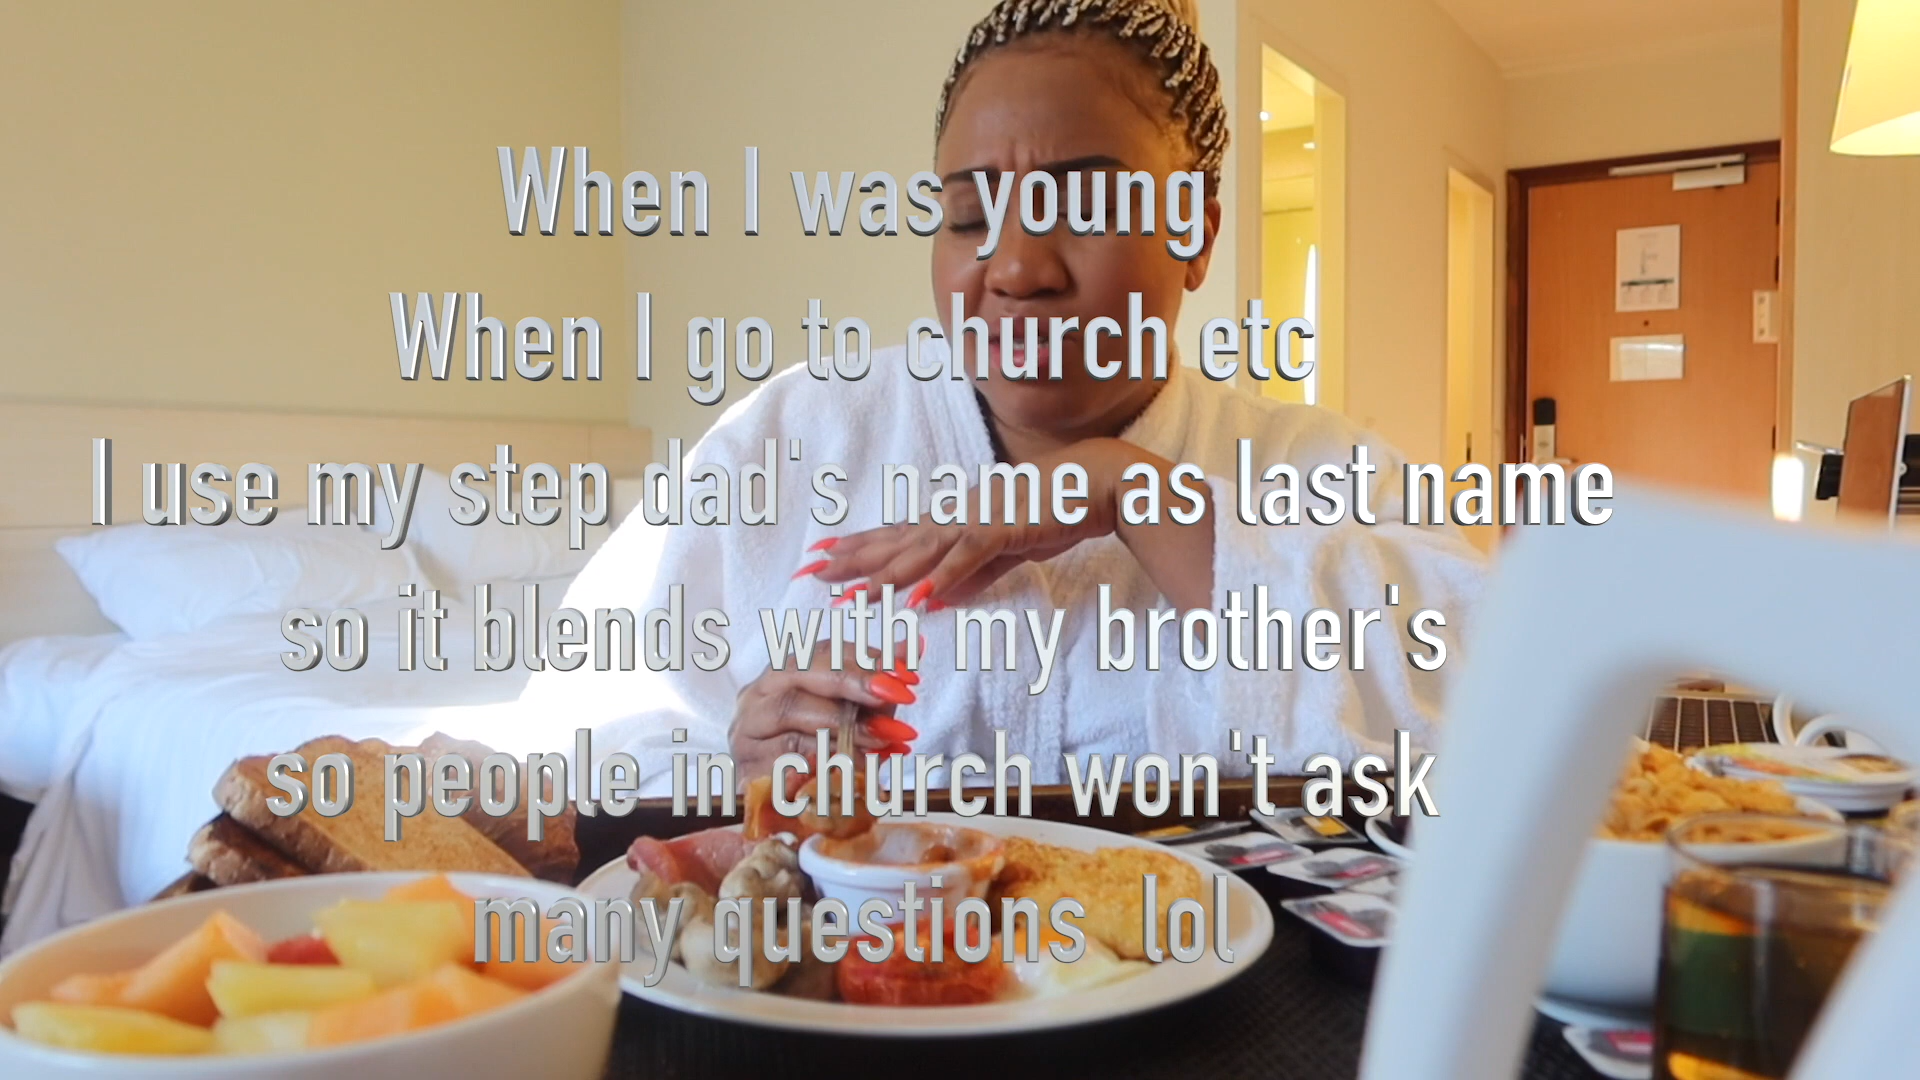 When I was young
When I go to church etc
I use my step dad's name as last name
so it blends with my brother's
so people in church won't ask
many questions lol